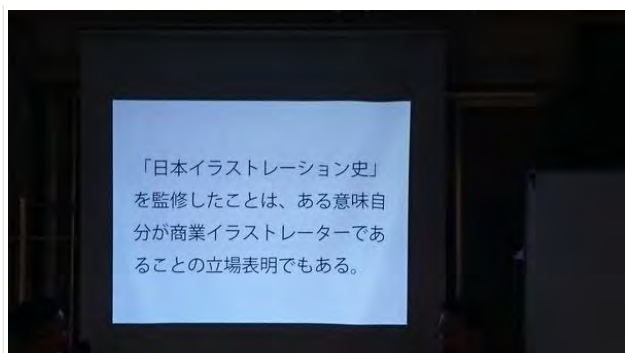 「日本イラストレーション史」
を監修したことは、ある意味自
分が商業イラストレーターであ
ることの立場表明でもある。